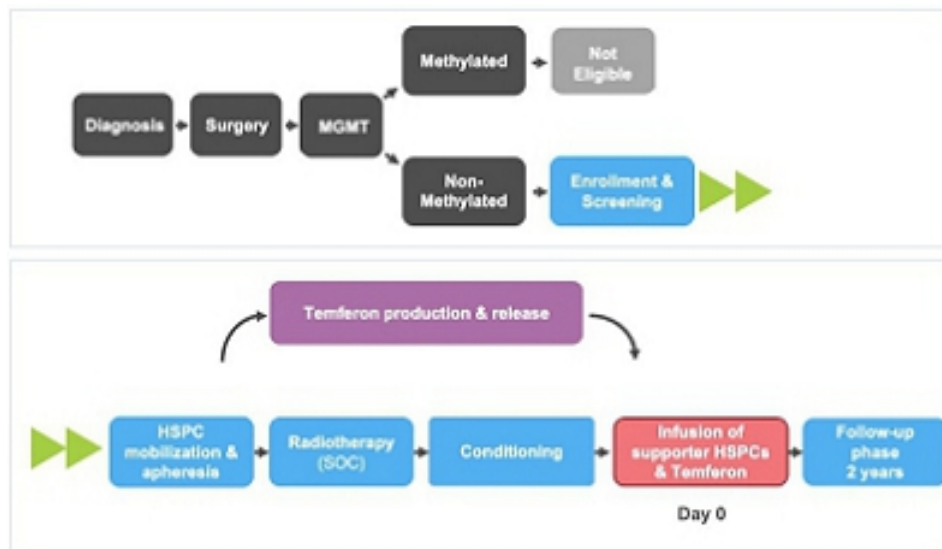 Methylated
Not
Eligible
Diagnosis
Surgery
MGMT
Non-
Methylated
Enrollment &
Screening
Temferon production & release
HSPC
mobilization &
apheresis
Radiotherapy
(SOC)
Conditioning
Infusion of
supporter HSPCs
& Temferon
Follow-up
phase
2 years
Day 0